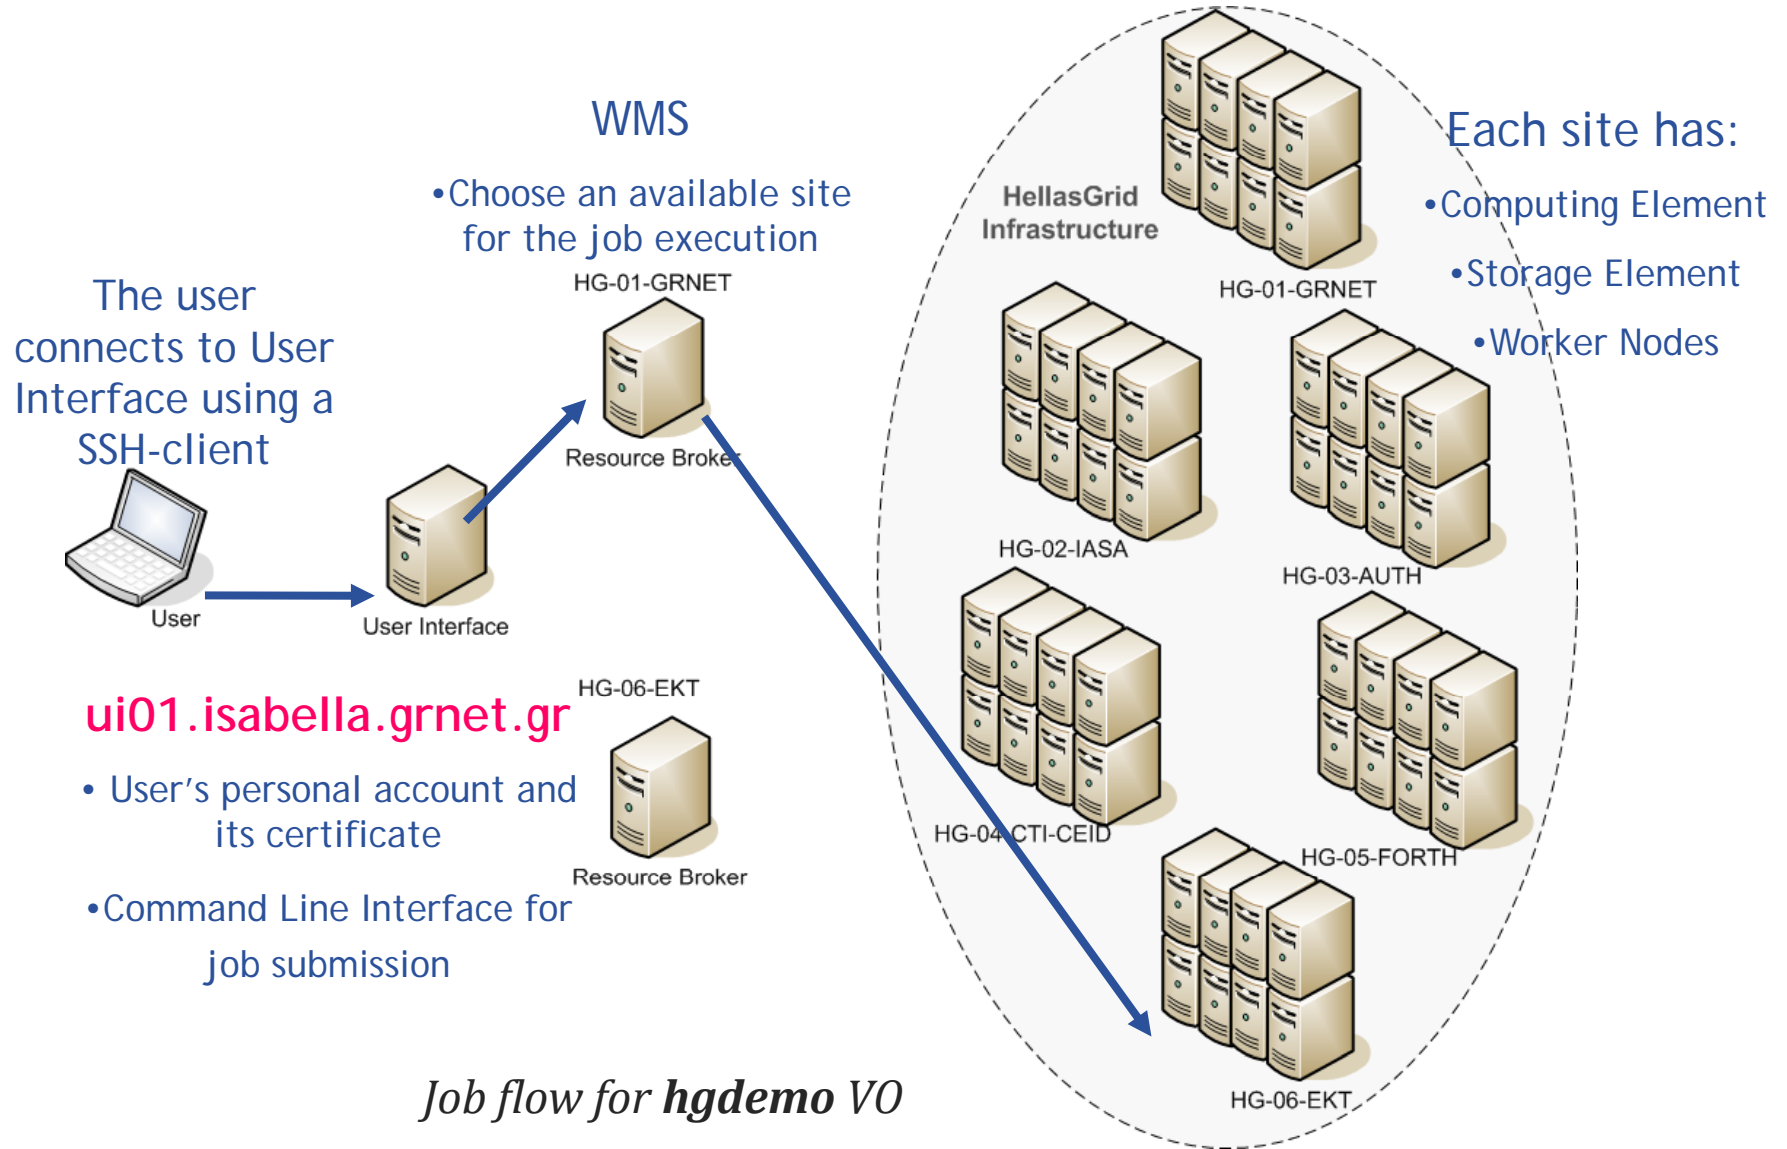 WMS
•Choose an available site
for the job execution
HG-01-GRNET
Resource Broker
The user
connects to User
Interface using a
SSH-client
User
User Interface
ui01.isabella.grnet.gr
• User's personal account and
its certificate
•Command Line Interface for
job submission
HG-06-EKT
Resource Broker
HellasGrid
Infrastructure
HG-01-GRNET
HG-02-IASA
HG-03-AUTH
HG-04-CTI-CEID
HG-05-FORTH
HG-06-EKT
Each site has:
•Computing Element
•Storage Element
•Worker Nodes
Job flow for hgdemo VO